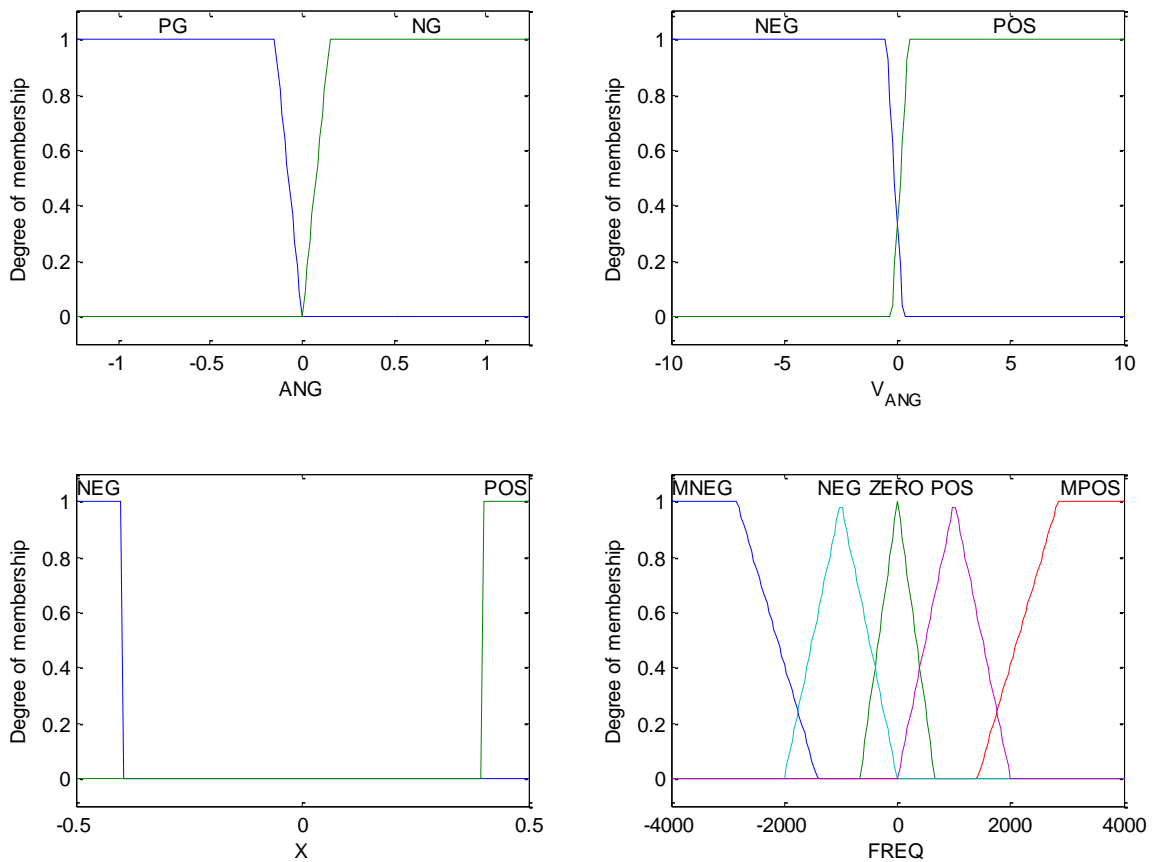 PG NG
1
0.8
0.6
0.4
0.2
0
Degree of membership
-1 -0.5 0 0.5 1
ANG
NEG POS
1
0.8
0.6
0.4
0.2
0
Degree of membership
-10 -5 0 5 10
V_ANG
NEG POS
1
0.8
0.6
0.4
0.2
0
Degree of membership
-0.5 0 0.5
X
MNEG NEG ZERO POS MPOS
1
0.8
0.6
0.4
0.2
0
Degree of membership
-4000 -2000 0 2000 4000
FREQ